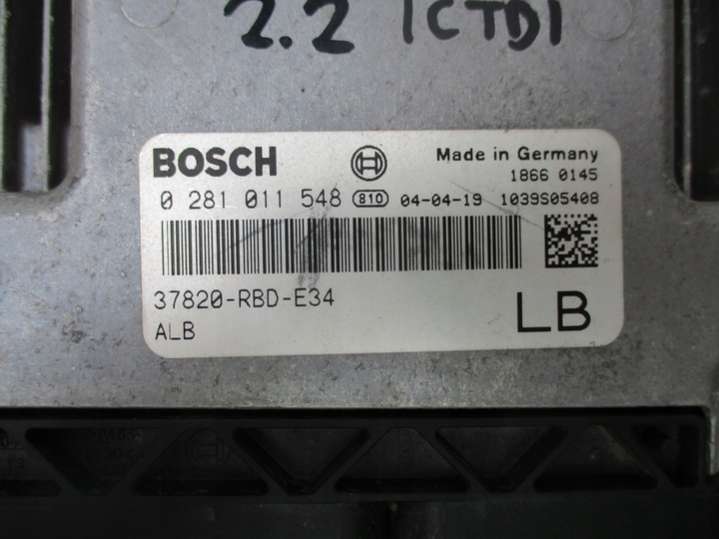 2.2 ICTDI
BOSCH Made in Germany
1866 0145
0 281 011 548 810 04-04-19 1039S05408
37820-RBD-E34
ALB LB